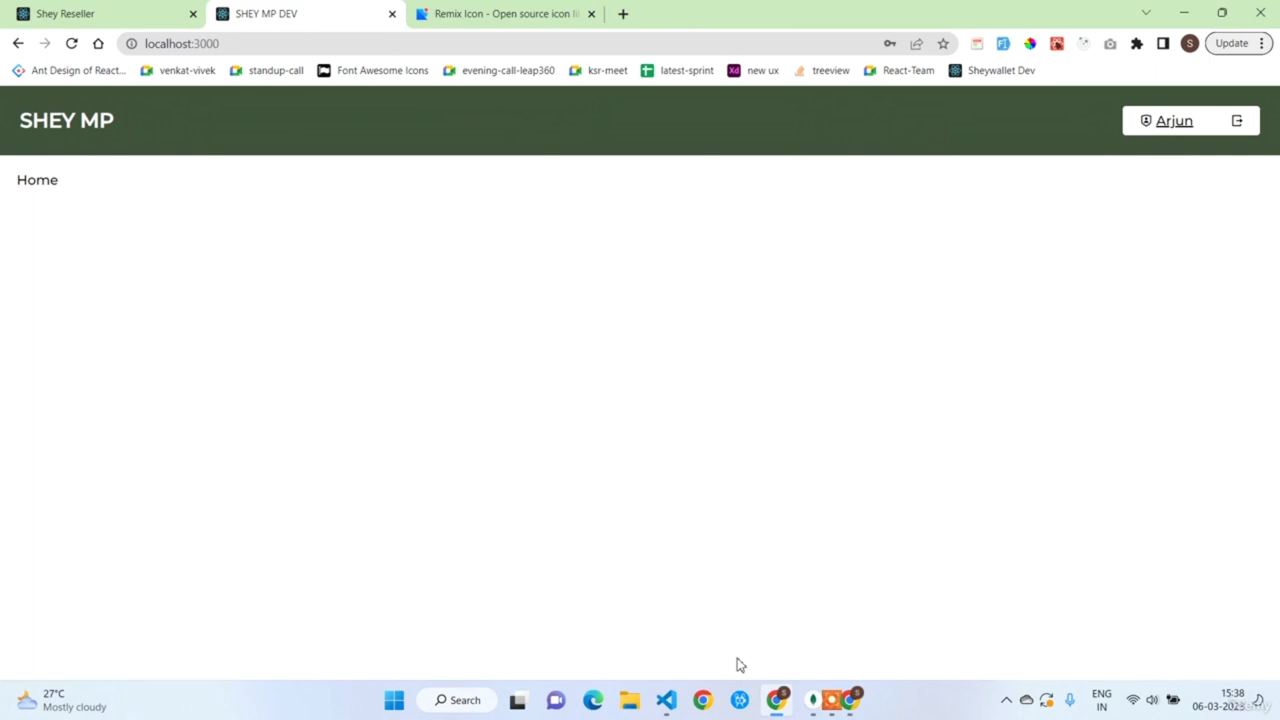 Shey Reseller
SHEY MP DEV
Remix Icon - Open source icon li
localhost:3000
S
Update
Ant Design of React...
venkat-vivek
standup-call
Font Awesome Icons
evening-call-leap360
ksr-meet
latest-sprint
Xd new ux
treeview
React-Team
Sheywallet Dev
SHEY MP
Arjun
Home
27°C
Mostly cloudy
Search
ENG
IN
15:38
06-03-2023